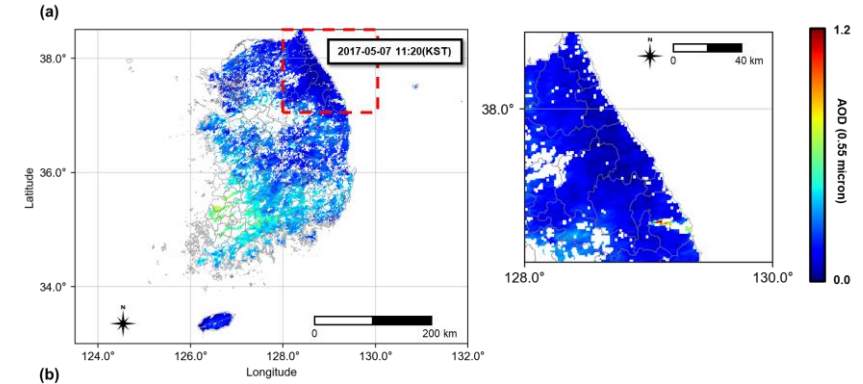 (a)
2017-05-07 11:20(KST)
38.0°
36.0°
34.0°
Latitude
N
0
200 km
124.0°
126.0°
128.0°
130.0°
132.0°
Longitude
N
0
40 km
38.0°
128.0°
130.0°
1.2
AOD (0.55 micron)
0.0
(b)